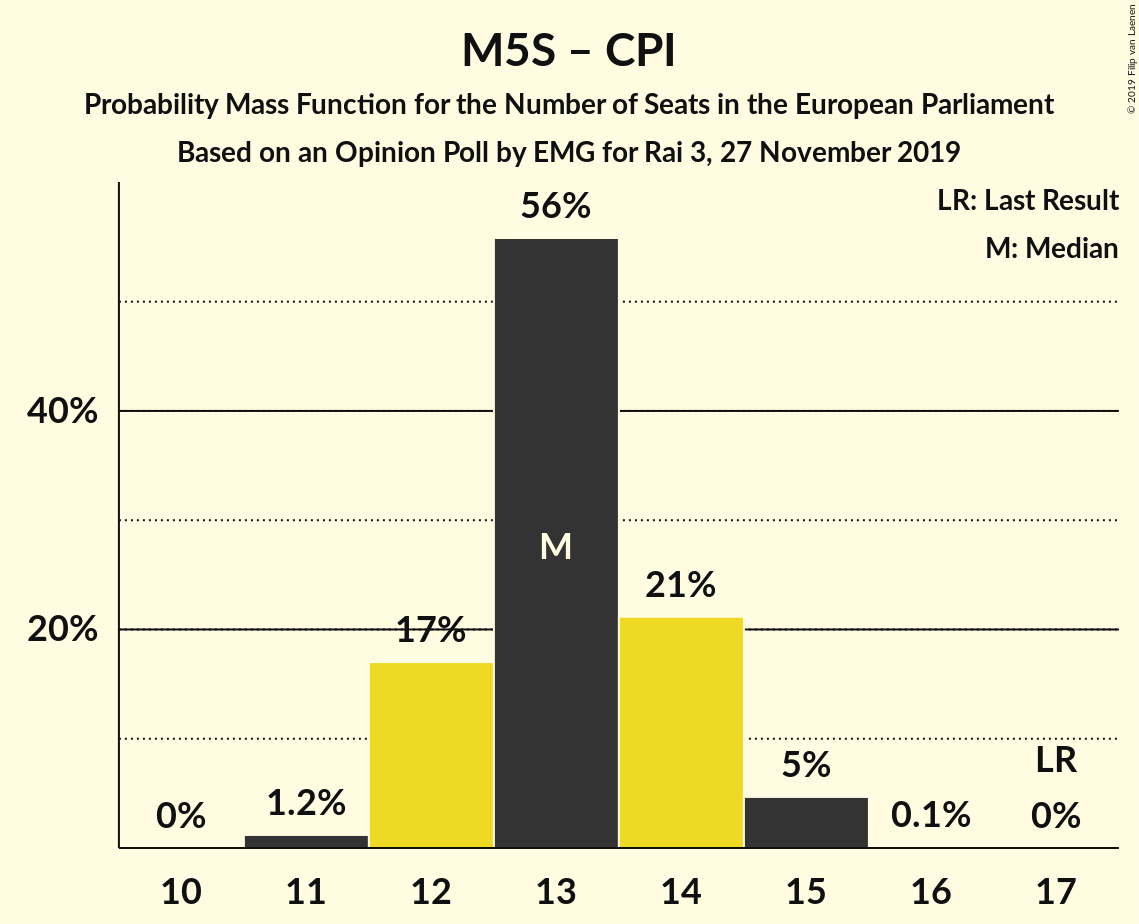 M5S – CPI
Probability Mass Function for the Number of Seats in the European Parliament
Based on an Opinion Poll by EMG for Rai 3, 27 November 2019
© 2019 Filip van Laenen
LR: Last Result
M: Median
40%
20%
0%
1.2%
17%
56%
M
21%
5%
0.1%
LR
0%
10 11 12 13 14 15 16 17